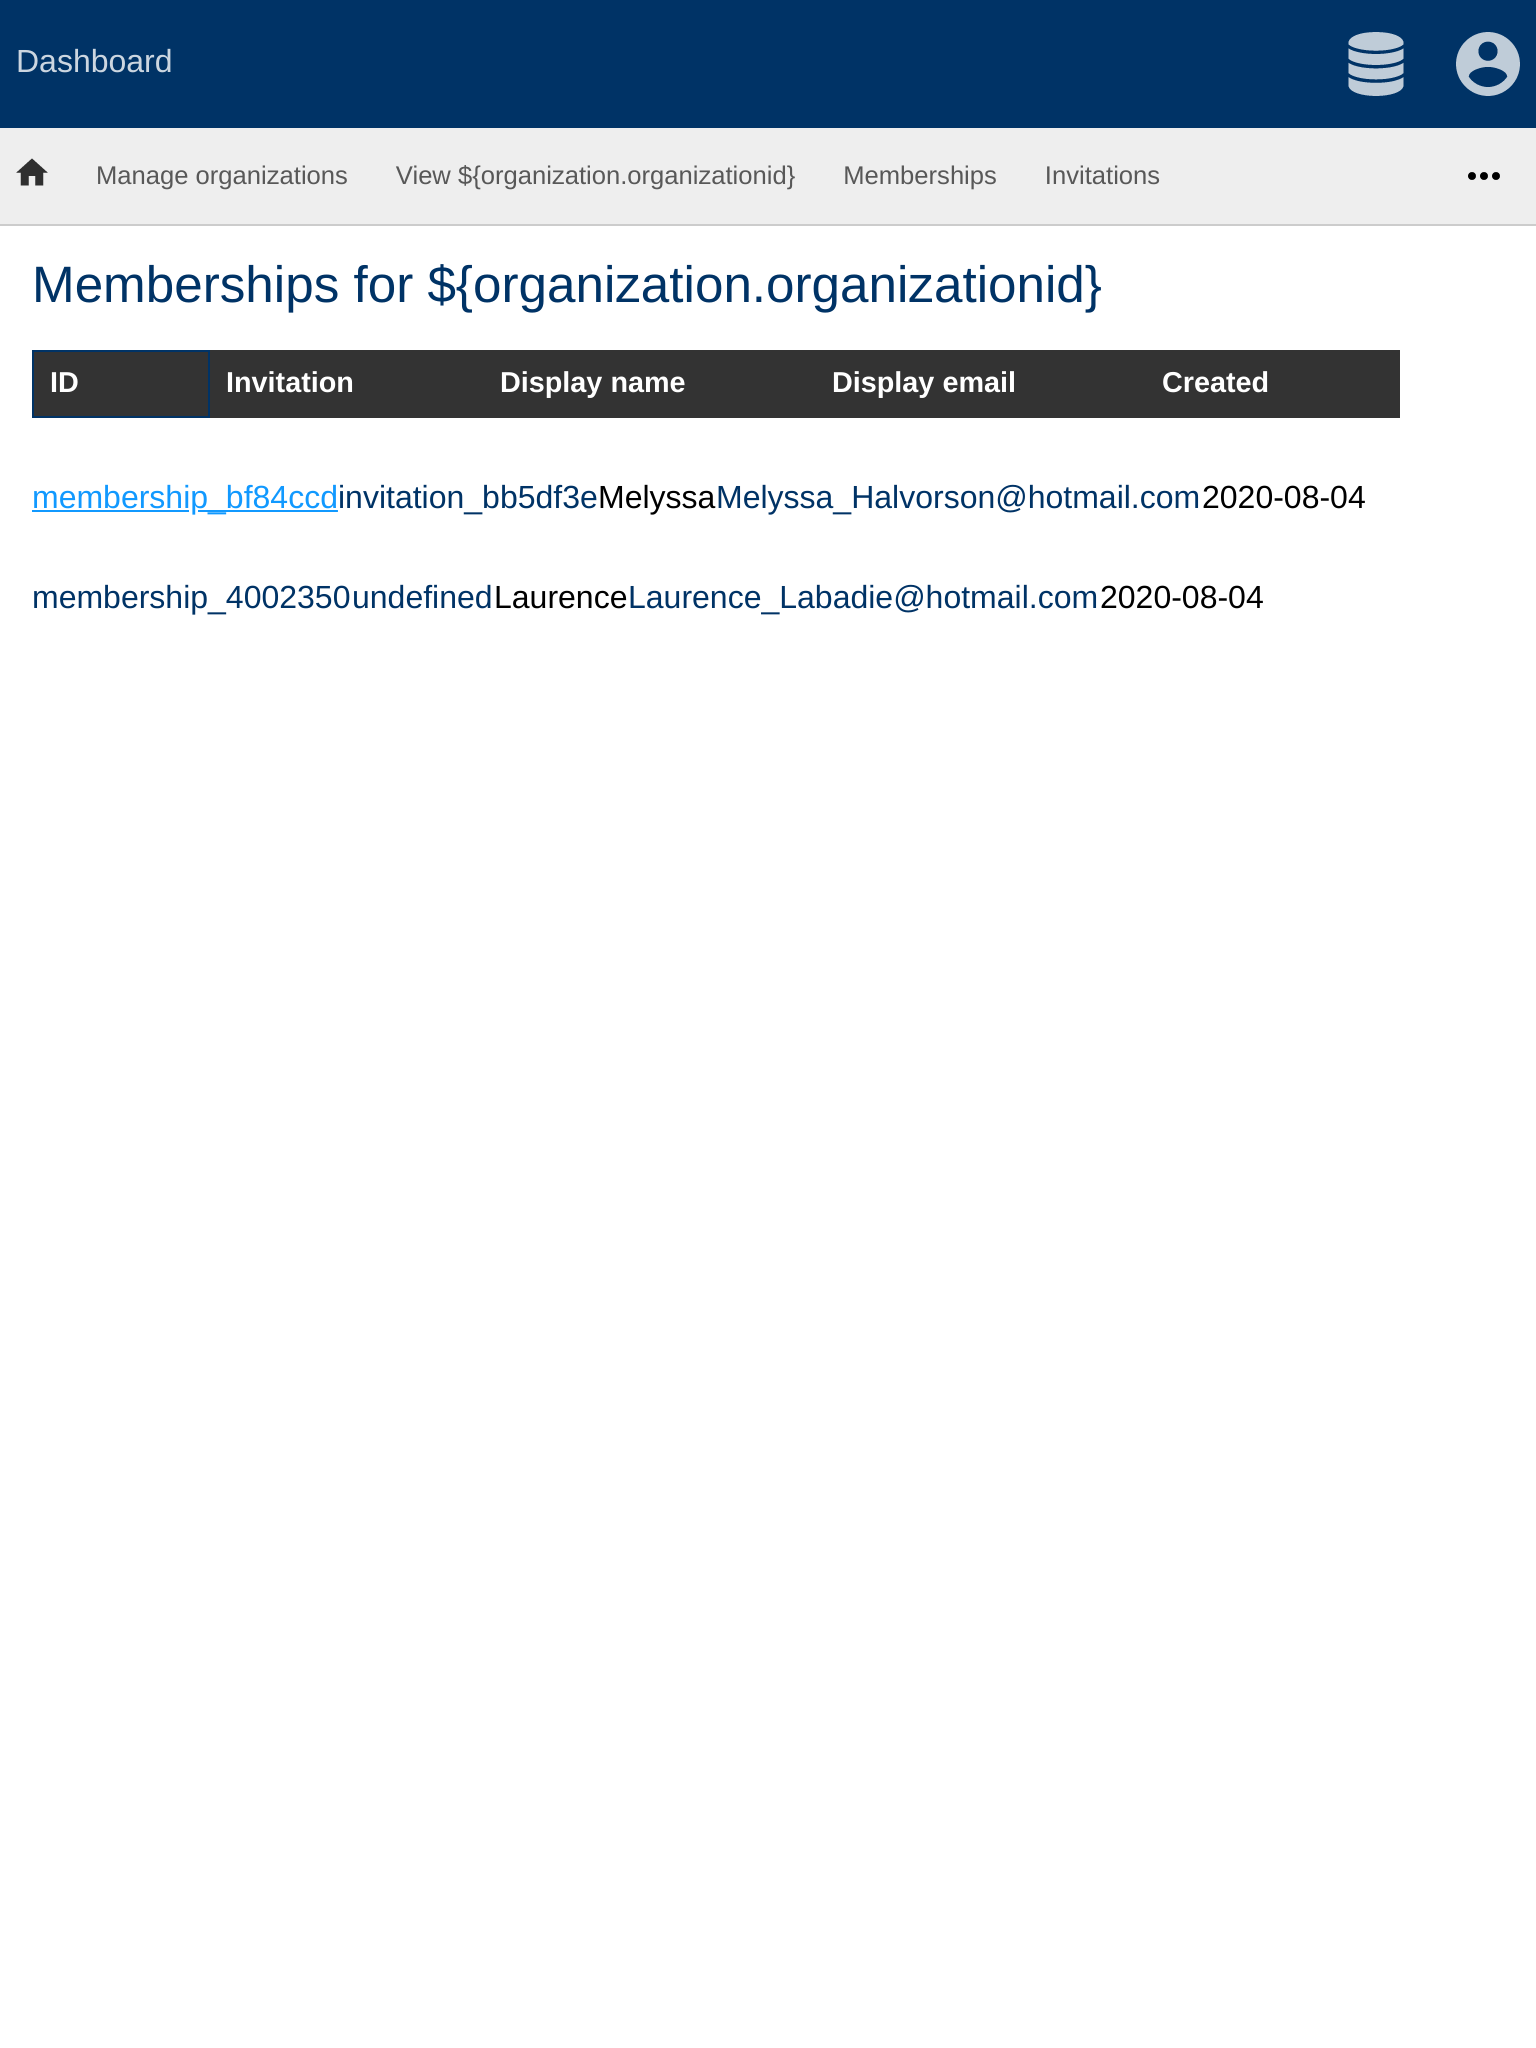 Dashboard
Manage organizations View ${organization.organizationid} Memberships Invitations
Memberships for ${organization.organizationid}
ID Invitation Display name Display email Created
membership_bf84ccdinvitation_bb5df3eMelyssaMelyssa_Halvorson@hotmail.com2020-08-04
membership_4002350undefinedLaurenceLaurence_Labadie@hotmail.com2020-08-04